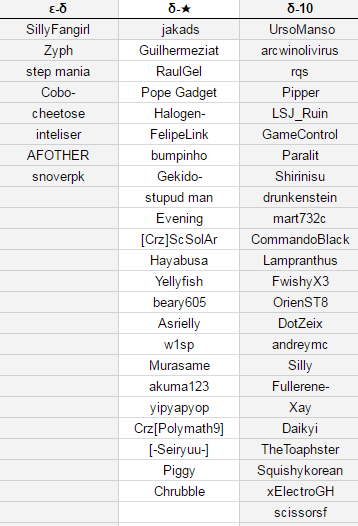 ε-δ δ-★ δ-10
SillyFangirl jakads UrsoManso
Zyph Guilhermeziat arcwinolivirus
step mania RaulGel rqs
Cobo- Pope Gadget Pipper
cheetose Halogen- LSJ_Ruin
inteliser FelipeLink GameControl
AFOTHER bumpinho Paralit
snoverpk Gekido- Shirinisu
stupud man drunkenstein
Evening mart732c
[Crz]ScSolAr CommandoBlack
Hayabusa Lampranthus
Yellyfish FwishyX3
beary605 OrienST8
Asrielly DotZeix
w1sp andreymc
Murasame Silly
akuma123 Fullerene-
yipyapyop Xay
Crz[Polymath9] Daikyi
[-Seiryuu-] TheToaphster
Piggy Squishykorean
Chrubble xElectroGH
scissorsf